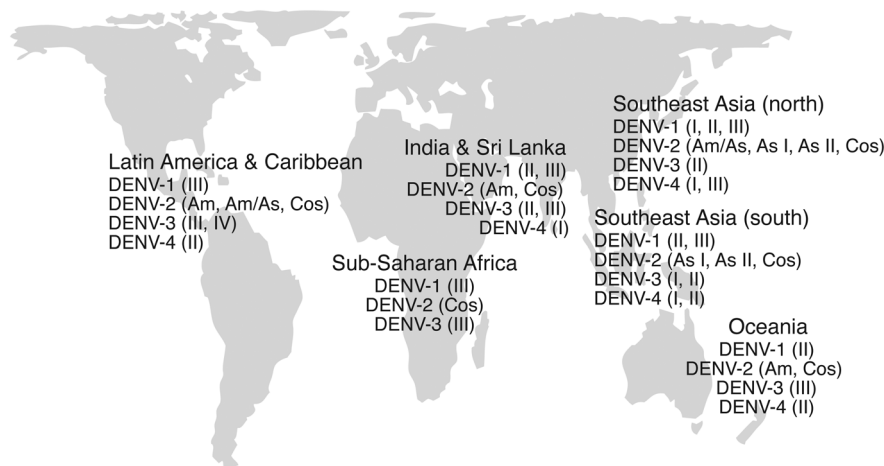 Latin America & Caribbean
DENV-1 (III)
DENV-2 (Am, Am/As, Cos)
DENV-3 (III, IV)
DENV-4 (II)
India & Sri Lanka
DENV-1 (II, III)
DENV-2 (Am, Cos)
DENV-3 (II, III)
DENV-4 (I)
Sub-Saharan Africa
DENV-1 (III)
DENV-2 (Cos)
DENV-3 (III)
Southeast Asia (north)
DENV-1 (I, II, III)
DENV-2 (Am/As, As I, As II, Cos)
DENV-3 (II)
DENV-4 (I, III)
Southeast Asia (south)
DENV-1 (II, III)
DENV-2 (As I, As II, Cos)
DENV-3 (I, II)
DENV-4 (I, II)
Oceania
DENV-1 (II)
DENV-2 (Am, Cos)
DENV-3 (III)
DENV-4 (II)